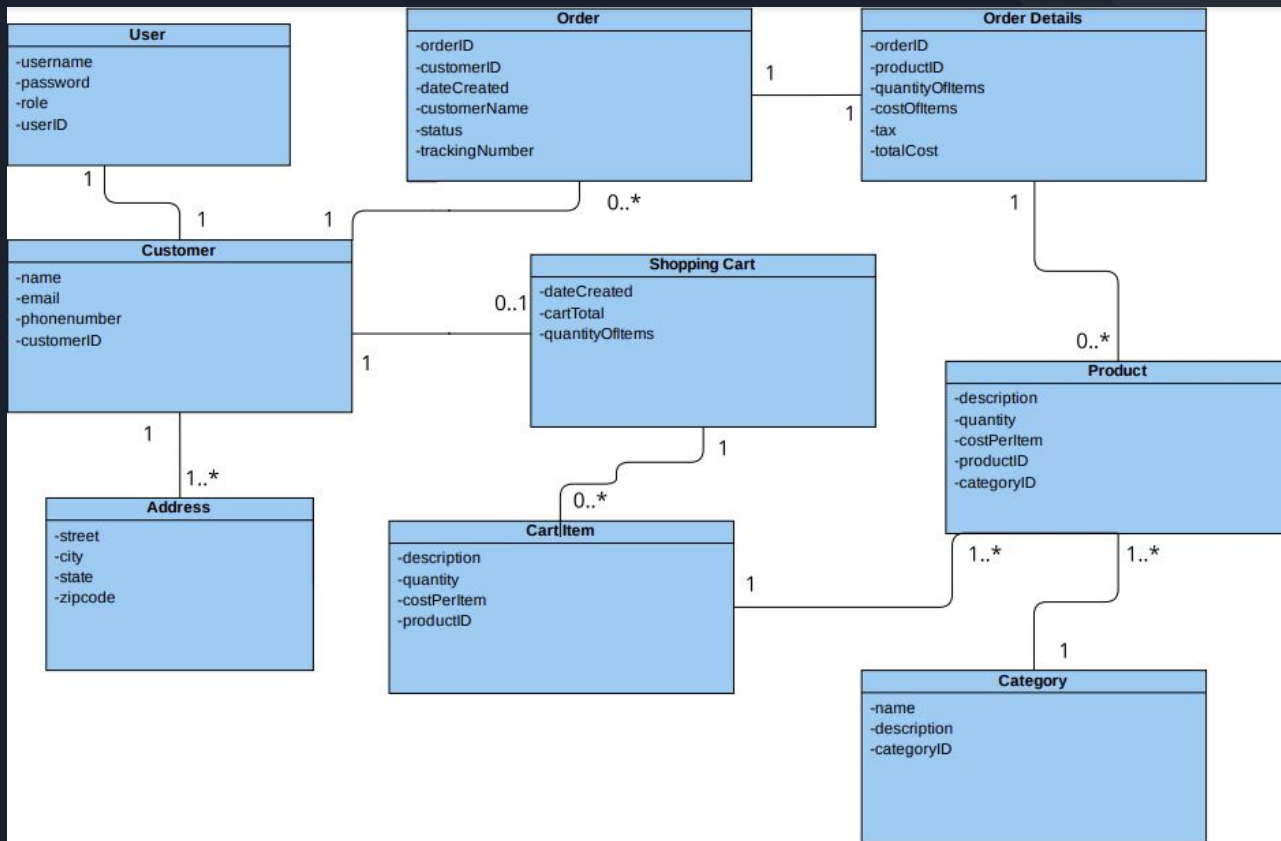 User
-username
-password
-role
-userID
1
1
Order
-orderID
-customerID
-dateCreated
-customerName
-status
-trackingNumber
1
1
0..*
1
Order Details
-orderID
-productID
-quantityOfItems
-costOfItems
-tax
-totalCost
1
0..*
Customer
-name
-email
-phonenumber
-customerID
0..1
1
Shopping Cart
-dateCreated
-cartTotal
-quantityOfItems
1
0..*
Product
-description
-quantity
-costPerItem
-productID
-categoryID
1
1..*
Address
-street
-city
-state
-zipcode
Cart Item
-description
-quantity
-costPerItem
-productID
1
1..*
1..*
1
Category
-name
-description
-categoryID